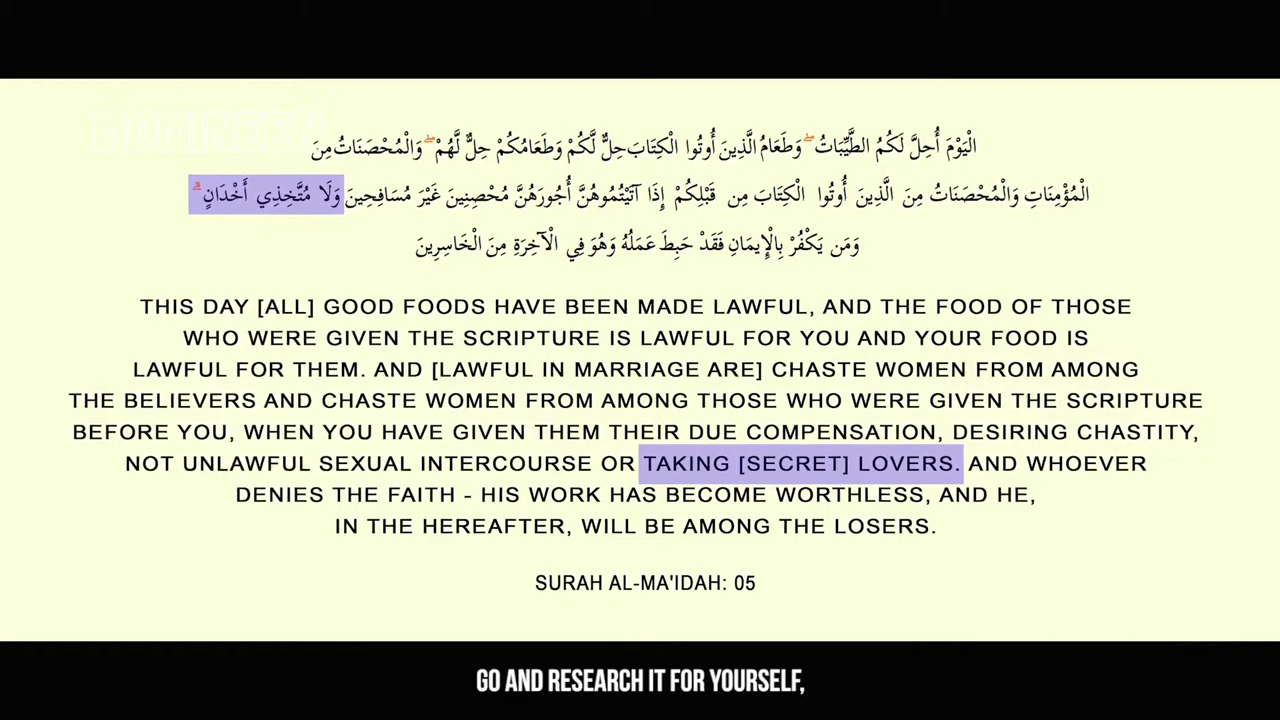 الْيَوْمَ أُحِلَّ لَكُمُ الطَّيِّبَاتُ ۖ وَطَعَامُ الَّذِينَ أُوتُوا الْكِتَابَ حِلٌّ لَّكُمْ وَطَعَامُكُمْ حِلٌّ لَّهُمْ ۖ وَالْمُحْصَنَاتُ مِنَ
الْمُؤْمِنَاتِ وَالْمُحْصَنَاتُ مِنَ الَّذِينَ أُوتُوا الْكِتَابَ مِن قَبْلِكُمْ إِذَا آتَيْتُمُوهُنَّ أُجُورَهُنَّ مُحْصِنِينَ غَيْرَ مُسَافِحِينَ وَلَا مُتَّخِذِي أَخْدَانٍ ۗ
وَمَن يَكْفُرْ بِالْإِيمَانِ فَقَدْ حَبِطَ عَمَلُهُ وَهُوَ فِي الْآخِرَةِ مِنَ الْخَاسِرِينَ
THIS DAY [ALL] GOOD FOODS HAVE BEEN MADE LAWFUL, AND THE FOOD OF THOSE
WHO WERE GIVEN THE SCRIPTURE IS LAWFUL FOR YOU AND YOUR FOOD IS
LAWFUL FOR THEM. AND [LAWFUL IN MARRIAGE ARE] CHASTE WOMEN FROM AMONG
THE BELIEVERS AND CHASTE WOMEN FROM AMONG THOSE WHO WERE GIVEN THE SCRIPTURE
BEFORE YOU, WHEN YOU HAVE GIVEN THEM THEIR DUE COMPENSATION, DESIRING CHASTITY,
NOT UNLAWFUL SEXUAL INTERCOURSE OR TAKING [SECRET] LOVERS. AND WHOEVER
DENIES THE FAITH - HIS WORK HAS BECOME WORTHLESS, AND HE,
IN THE HEREAFTER, WILL BE AMONG THE LOSERS.
SURAH AL-MA'IDAH: 05
GO AND RESEARCH IT FOR YOURSELF,